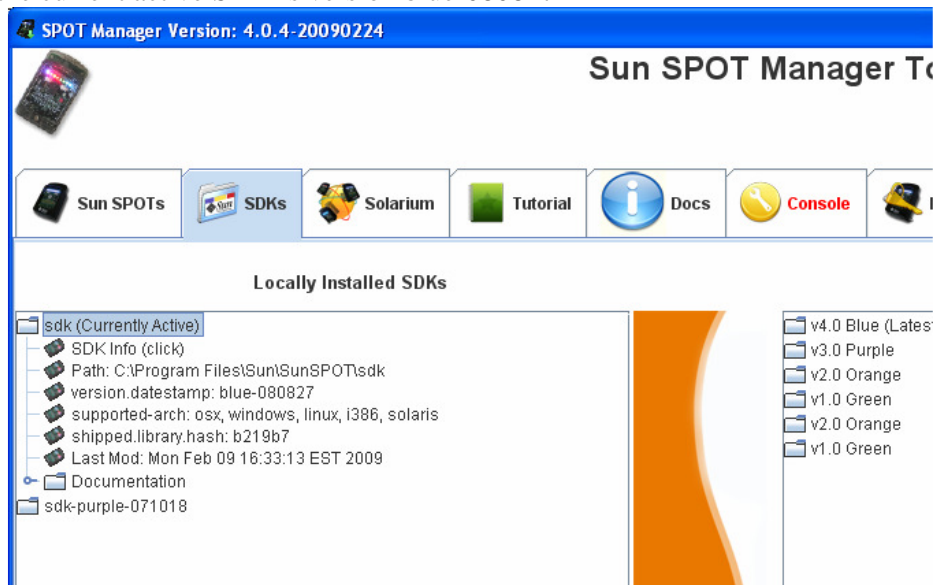 SPOT Manager Version: 4.0.4-20090224
Sun SPOT Manager
Sun SPOTs
SDKs
Solarium
Tutorial
Docs
Console
Locally Installed SDKs
sdk (Currently Active)
SDK Info (click)
Path: C:\Program Files\Sun\SunSPOT\sdk
version.datestamp: blue-080827
supported-arch: osx, windows, linux, i386, solaris
shipped.library.hash: b219b7
Last Mod: Mon Feb 09 16:33:13 EST 2009
Documentation
sdk-purple-071018
v4.0 Blue (Lates
v3.0 Purple
v2.0 Orange
v1.0 Green
v2.0 Orange
v1.0 Green